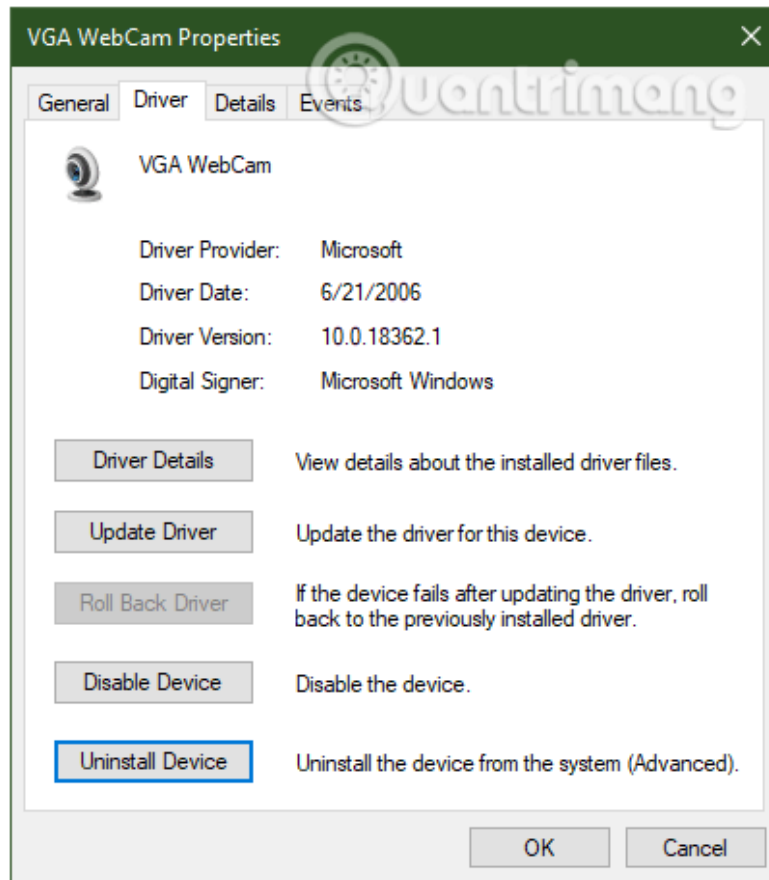 VGA WebCam Properties
Quantrimang
General Driver Details Events
VGA WebCam
Driver Provider: Microsoft
Driver Date: 6/21/2006
Driver Version: 10.0.18362.1
Digital Signer: Microsoft Windows
Driver Details View details about the installed driver files.
Update Driver Update the driver for this device.
Roll Back Driver If the device fails after updating the driver, roll
back to the previously installed driver.
Disable Device Disable the device.
Uninstall Device Uninstall the device from the system (Advanced).
OK Cancel